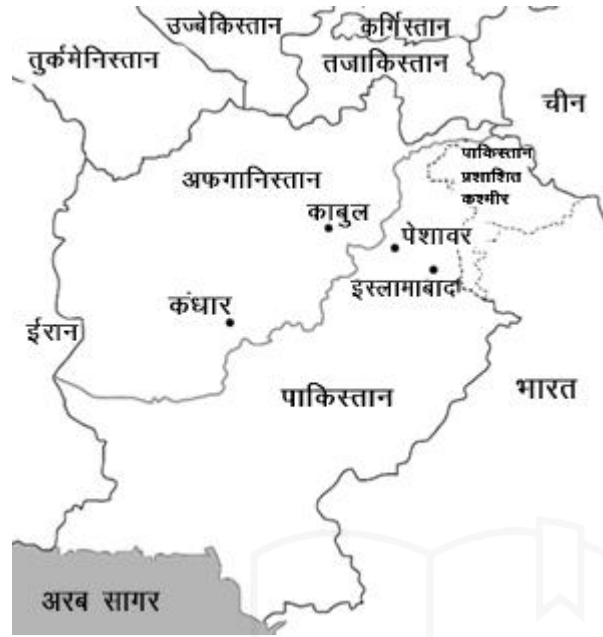 उज्बेकिस्तान
कर्गिस्तान
तुर्कमेनिस्तान
तजाकिस्तान
चीन
पाकिस्तान
प्रशाशित
कश्मीर
अफगानिस्तान
काबुल
पेशावर
इस्लामाबाद
कंधार
ईरान
पाकिस्तान
भारत
अरब सागर